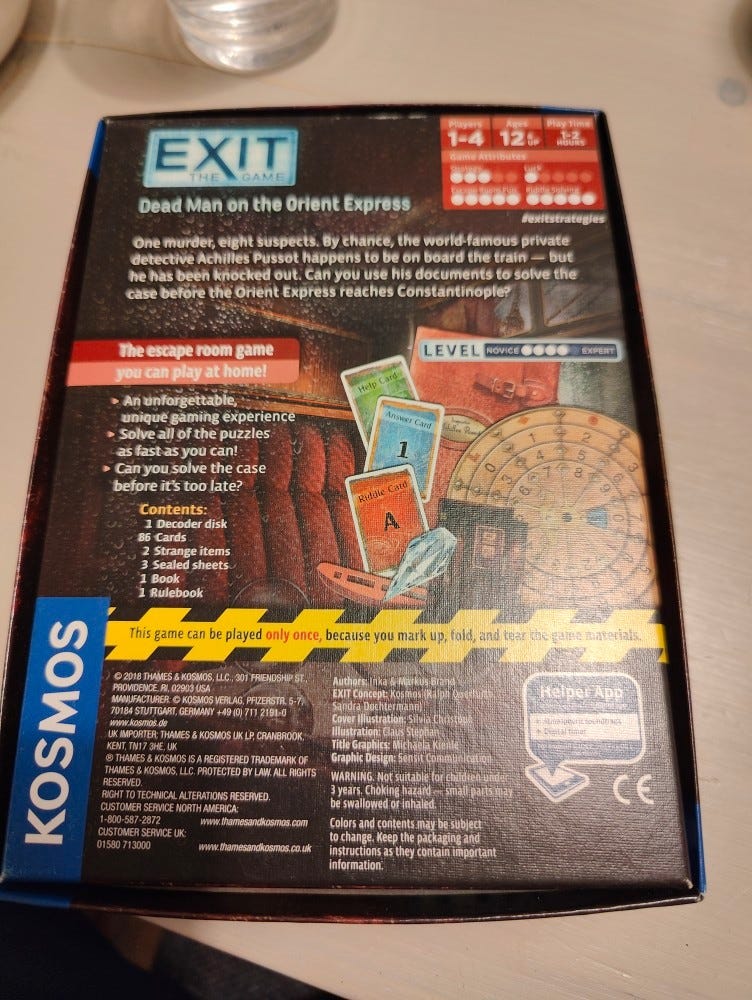 EXIT
THE GAME
Players
1-4
Ages
12 & UP
Play Time
1-2 HOURS
Game Attributes
Strategy
Luck
Escape Room Fun
Riddle Solving
#exitstrategies
Dead Man on the Orient Express
One murder, eight suspects. By chance, the world-famous private
detective Achilles Pussot happens to be on board the train — but
he has been knocked out. Can you use his documents to solve the
case before the Orient Express reaches Constantinople?
The escape room game
you can play at home!
LEVEL NOVICE EXPERT
▸ An unforgettable,
unique gaming experience
▸ Solve all of the puzzles
as fast as you can!
▸ Can you solve the case
before it's too late?
Help Card
Answer Card
1
Riddle Card
A
Contents:
1 Decoder disk
86 Cards
2 Strange items
3 Sealed sheets
1 Book
1 Rulebook
This game can be played only once, because you mark up, fold, and tear the game materials.
KOSMOS
© 2018 THAMES & KOSMOS, LLC., 301 FRIENDSHIP ST.,
PROVIDENCE, RI, 02903 USA
MANUFACTURER: © KOSMOS VERLAG, PFIZERSTR. 5-7,
70184 STUTTGART, GERMANY +49 (0) 711 2191-0
www.kosmos.de
UK IMPORTER: THAMES & KOSMOS UK LP, CRANBROOK,
KENT, TN17 3HE, UK
® THAMES & KOSMOS IS A REGISTERED TRADEMARK OF
THAMES & KOSMOS, LLC. PROTECTED BY LAW. ALL RIGHTS
RESERVED.
RIGHT TO TECHNICAL ALTERATIONS RESERVED.
CUSTOMER SERVICE NORTH AMERICA:
1-800-587-2872 www.thamesandkosmos.com
CUSTOMER SERVICE UK:
01580 713000 www.thamesandkosmos.co.uk
Authors: Inka & Markus Brand
EXIT Concept: Kosmos (Ralph Querfurth,
Sandra Dochtermann)
Cover Illustration: Silvia Christoph
Illustration: Claus Stephan
Title Graphics: Michaela Kienle
Graphic Design: Sensit Communication
WARNING. Not suitable for children under
3 years. Choking hazard — small parts may
be swallowed or inhaled.
Colors and contents may be subject
to change. Keep the packaging and
instructions as they contain important
information.
Helper App
▸ Atmospheric soundtrack
▸ Digital timer
CE